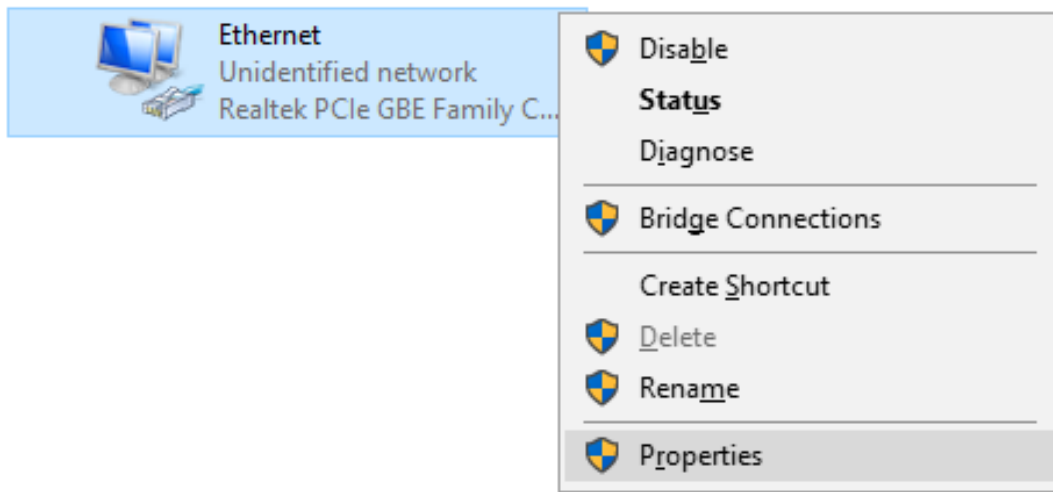 Ethernet
Unidentified network
Realtek PCIe GBE Family C...
Disable
Status
Diagnose
Bridge Connections
Create Shortcut
Delete
Rename
Properties